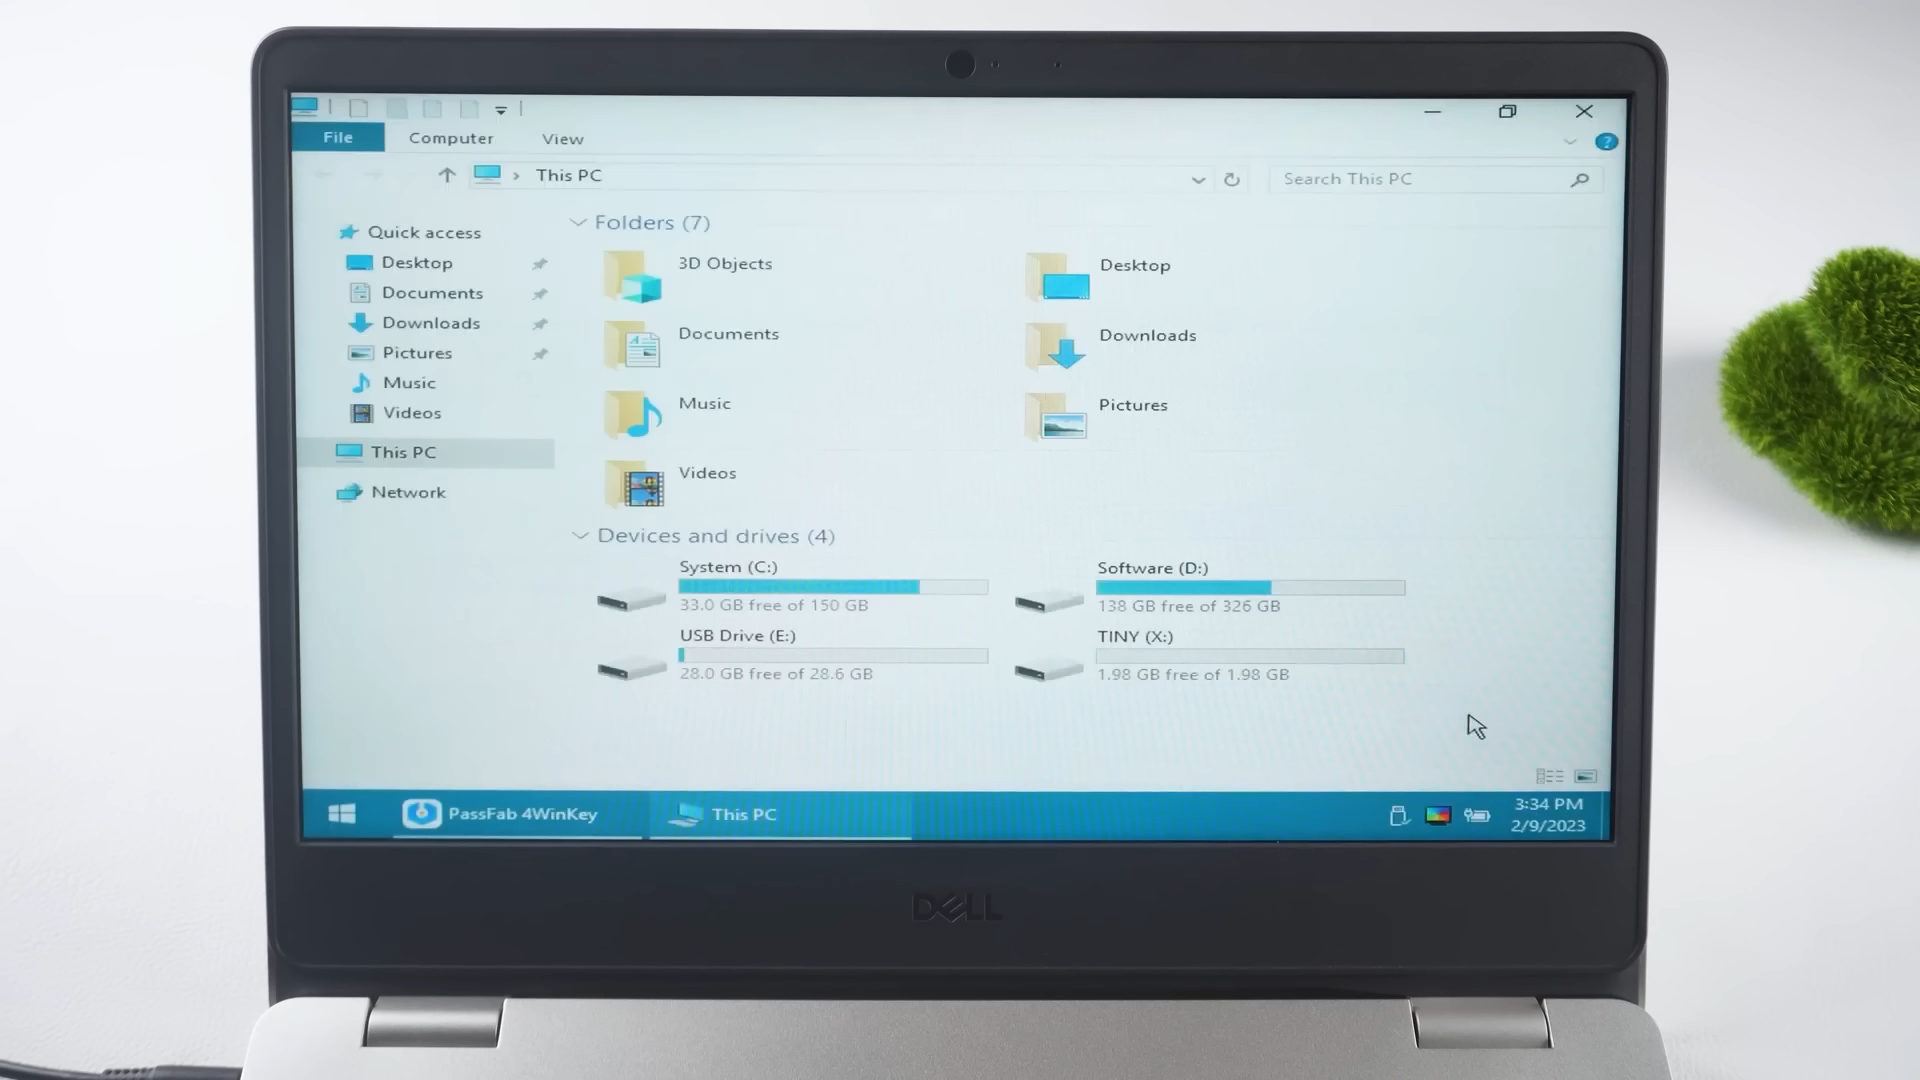 File Computer View
This PC
Search This PC
Quick access
Desktop
Documents
Downloads
Pictures
Music
Videos
This PC
Network
Folders (7)
3D Objects
Desktop
Documents
Downloads
Music
Pictures
Videos
Devices and drives (4)
System (C:)
33.0 GB free of 150 GB
Software (D:)
138 GB free of 326 GB
USB Drive (E:)
28.0 GB free of 28.6 GB
TINY (X:)
1.98 GB free of 1.98 GB
PassFab 4WinKey
This PC
3:34 PM
2/9/2023
DELL